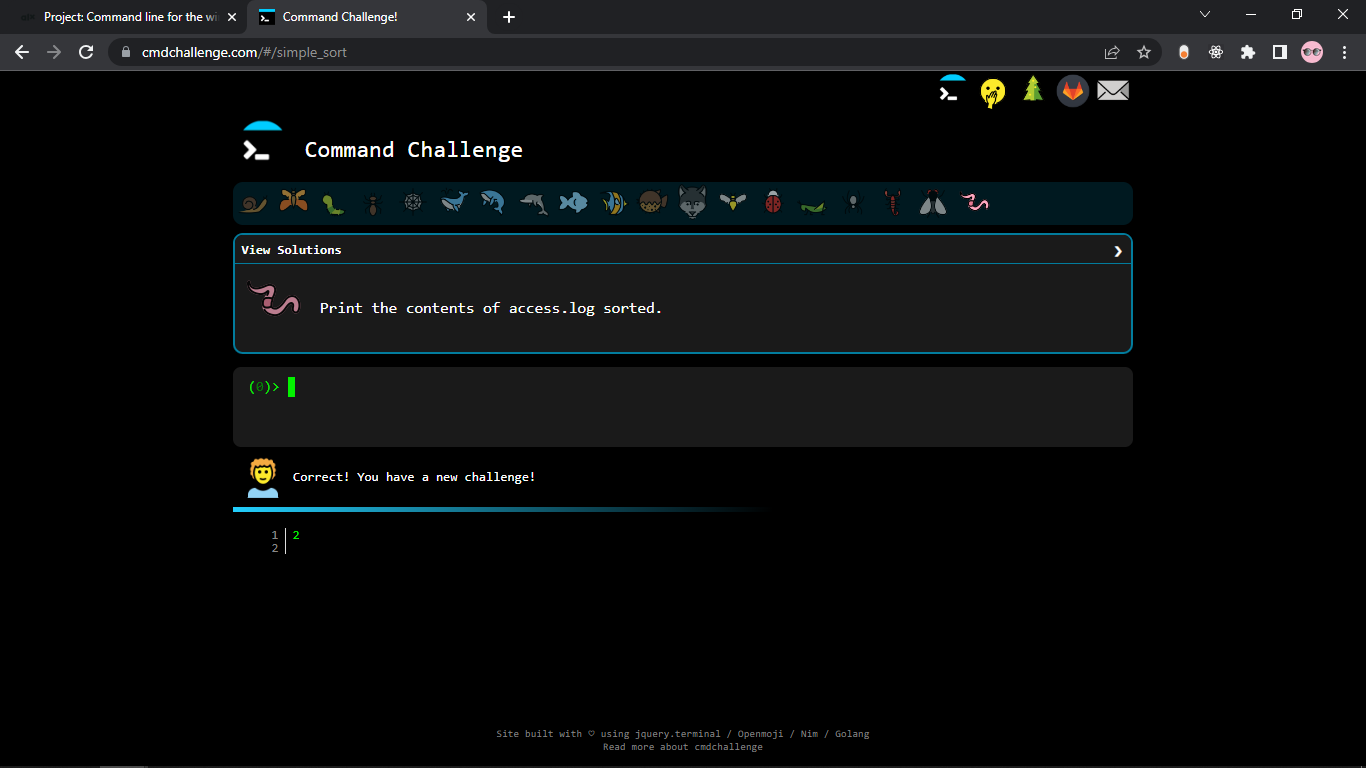 Project: Command line for the wi
Command Challenge!
cmdchallenge.com/#/simple_sort
Command Challenge
View Solutions
Print the contents of access.log sorted.
(0)>
Correct! You have a new challenge!
1 2
2
Site built with ♡ using jquery.terminal / Openmoji / Nim / Golang
Read more about cmdchallenge